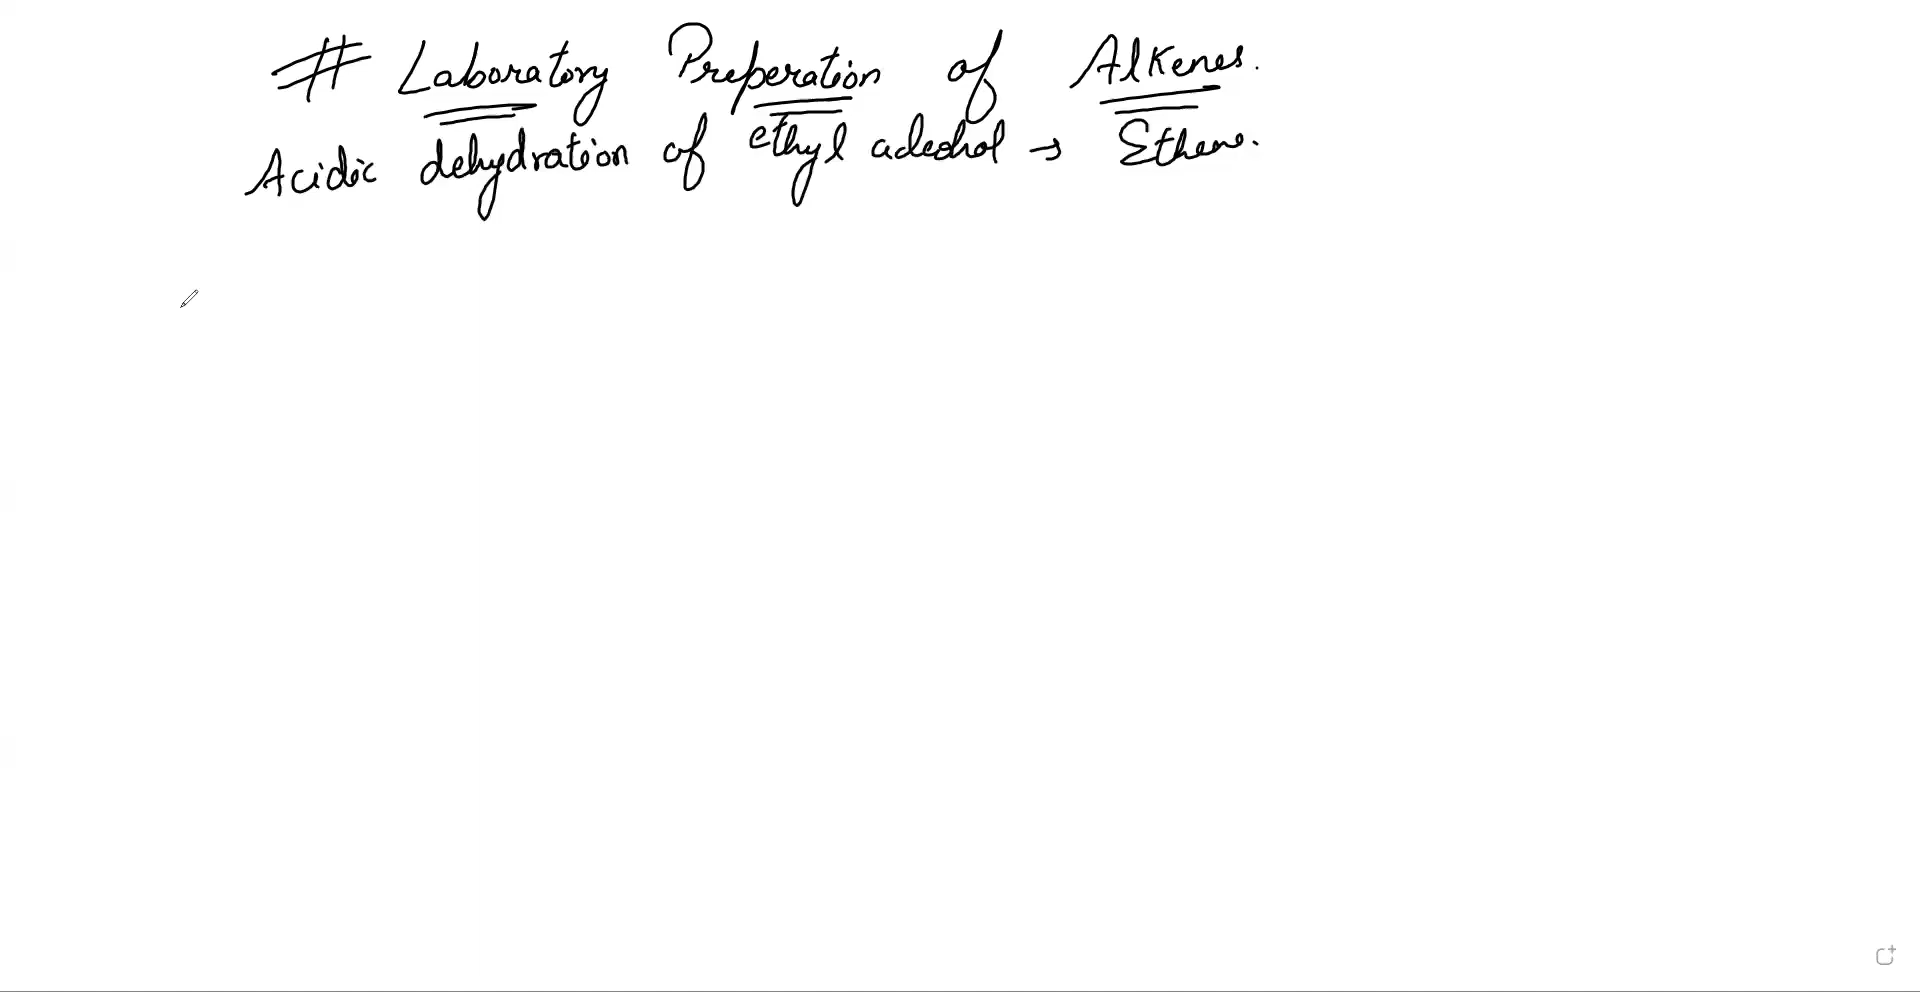 # Laboratory Preperation of Alkenes.
Acidic dehydration of ethyl alcohol → Ethene.